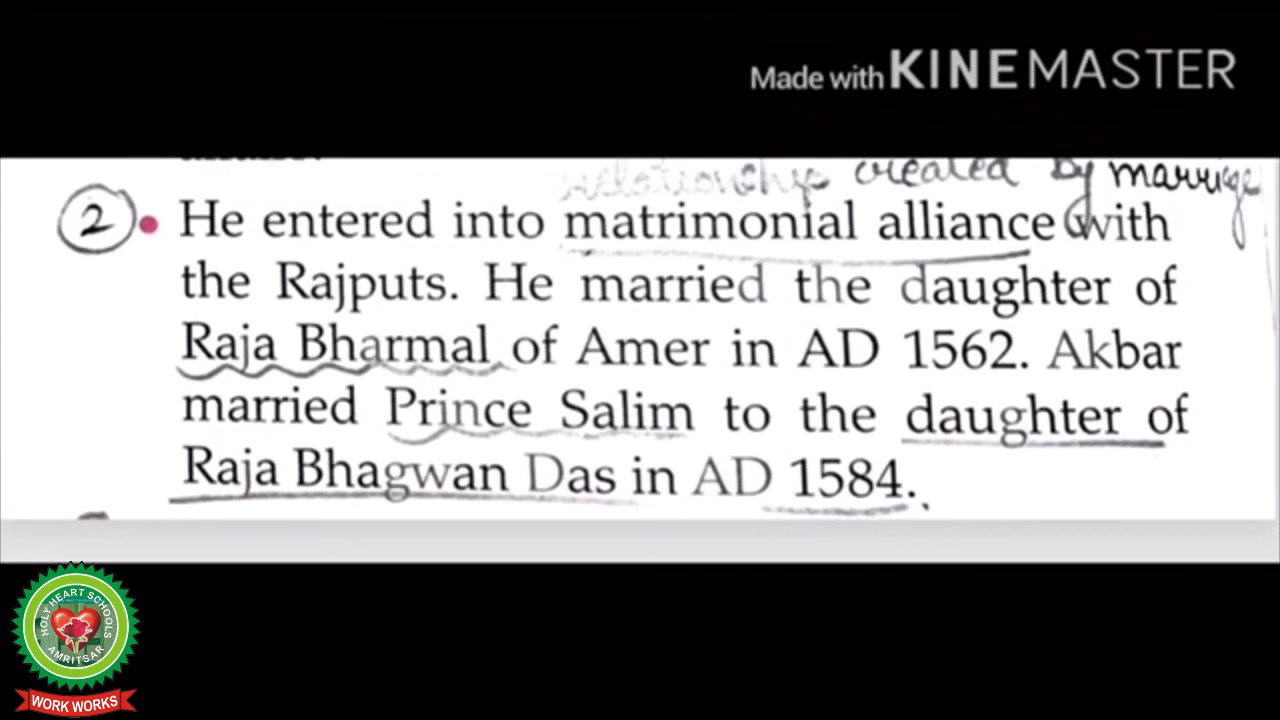 Made with KINEMASTER
relationship created by marriage
2 • He entered into matrimonial alliance with
the Rajputs. He married the daughter of
Raja Bharmal of Amer in AD 1562. Akbar
married Prince Salim to the daughter of
Raja Bhagwan Das in AD 1584.
HOLY HEART SCHOOLS
AMRITSAR
WORK WORKS